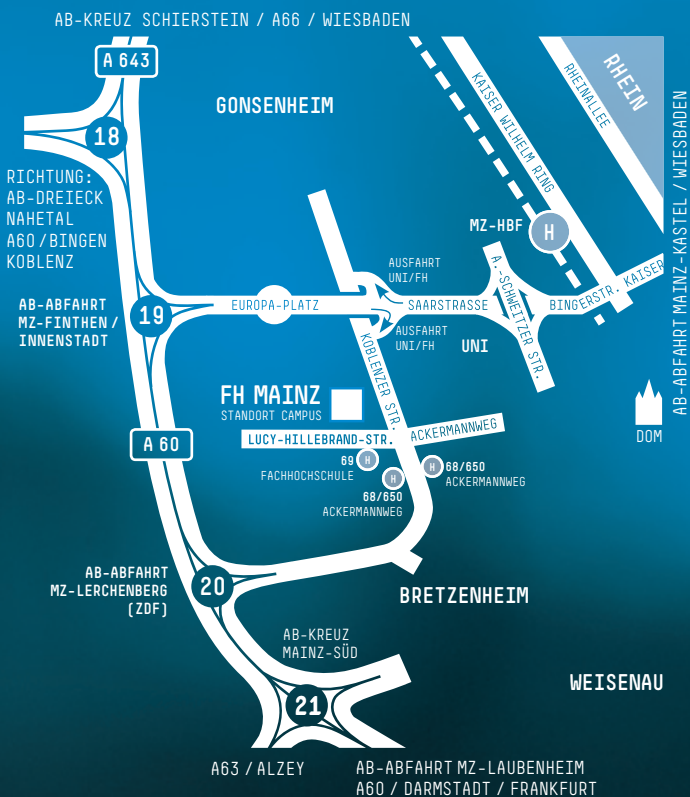 AB-KREUZ SCHIERSTEIN / A66 / WIESBADEN
A 643
RHEIN
RHEINALLEE
KAISER WILHELM RING
GONSENHEIM
18
RICHTUNG:
AB-DREIECK
NAHETAL
A60 / BINGEN
KOBLENZ
AB-ABFAHRT MAINZ-KASTEL / WIESBADEN
MZ-HBF
H
AUSFAHRT
UNI/FH
AB-ABFAHRT
MZ-FINTHEN /
INNENSTADT
19
EUROPA-PLATZ
SAARSTRASSE
A.-SCHWEITZER STR.
BINGERSTR. KAISER
AUSFAHRT
UNI/FH
UNI
KOBLENZER STR.
FH MAINZ
STANDORT CAMPUS
DOM
LUCY-HILLEBRAND-STR.
ACKERMANNWEG
A 60
69
H
FACHHOCHSCHULE
H
68/650
ACKERMANNWEG
H
68/650
ACKERMANNWEG
AB-ABFAHRT
MZ-LERCHENBERG
(ZDF)
20
BRETZENHEIM
AB-KREUZ
MAINZ-SÜD
WEISENAU
21
A63 / ALZEY
AB-ABFAHRT MZ-LAUBENHEIM
A60 / DARMSTADT / FRANKFURT